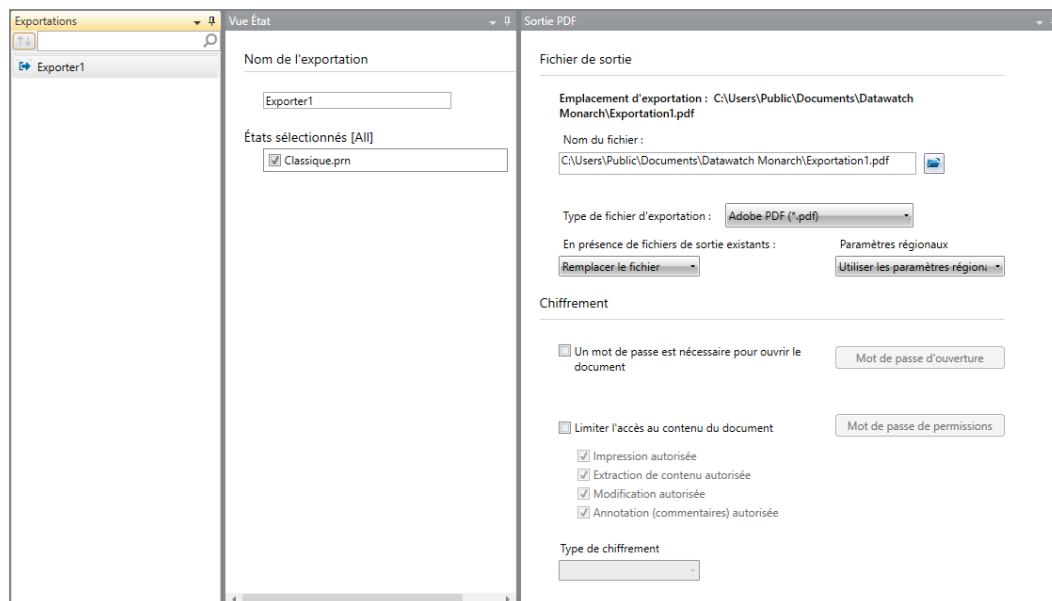 Exportations
Vue État
Sortie PDF
Exporter1
Nom de l'exportation
Exporter1
États sélectionnés [All]
Classique.prn
Fichier de sortie
Emplacement d'exportation : C:\Users\Public\Documents\Datawatch
Monarch\Exportation1.pdf
Nom du fichier :
C:\Users\Public\Documents\Datawatch Monarch\Exportation1.pdf
Type de fichier d'exportation :
Adobe PDF (*.pdf)
En présence de fichiers de sortie existants :
Paramètres régionaux
Remplacer le fichier
Utiliser les paramètres région
Chiffrement
Un mot de passe est nécessaire pour ouvrir le
document
Mot de passe d'ouverture
Limiter l'accès au contenu du document
Mot de passe de permissions
Impression autorisée
Extraction de contenu autorisée
Modification autorisée
Annotation (commentaires) autorisée
Type de chiffrement